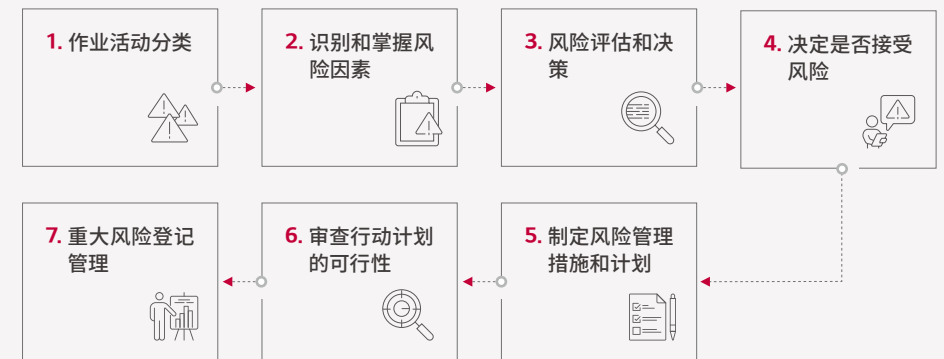 1. 作业活动分类
2. 识别和掌握风
险因素
3. 风险评估和决
策
4. 决定是否接受
风险
5. 制定风险管理
措施和计划
6. 审查行动计划
的可行性
7. 重大风险登记
管理